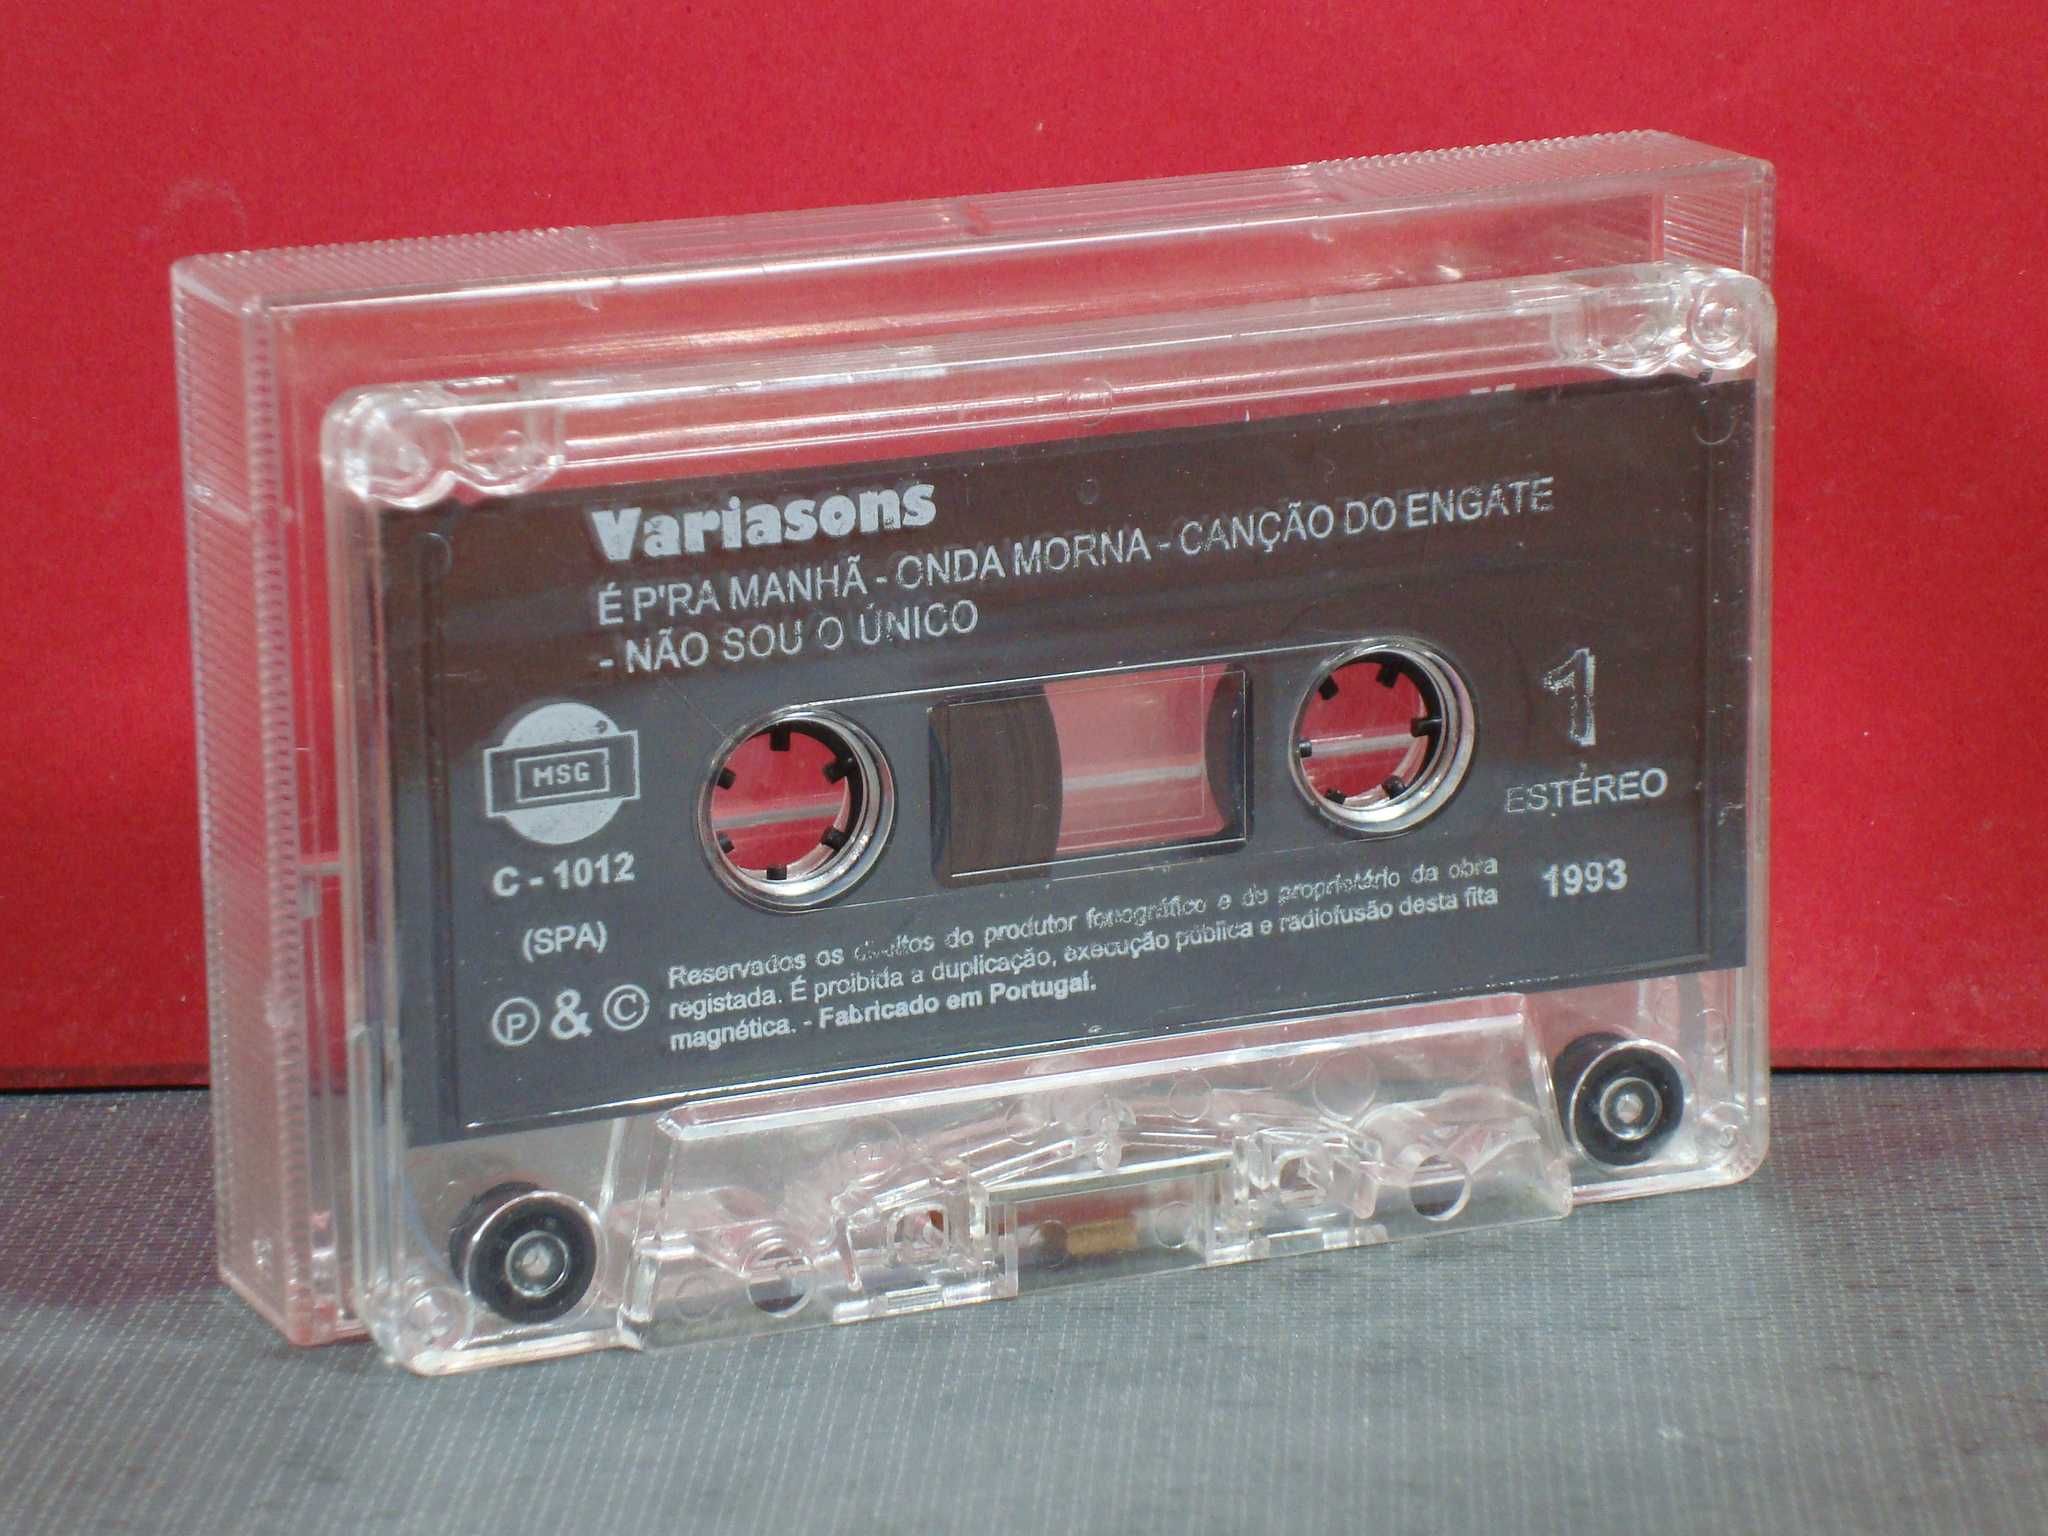 Variasons
É P'RA MANHÃ - ONDA MORNA - CANÇÃO DO ENGATE
- NÃO SOU O ÚNICO
MSG
1
ESTÉREO
C - 1012
1993
(SPA)
Ⓟ & ©
Reservados os direitos do produtor fonográfico e do proprietário da obra
registada. É proibida a duplicação, execução pública e radiofusão desta fita
magnética. - Fabricado em Portugal.